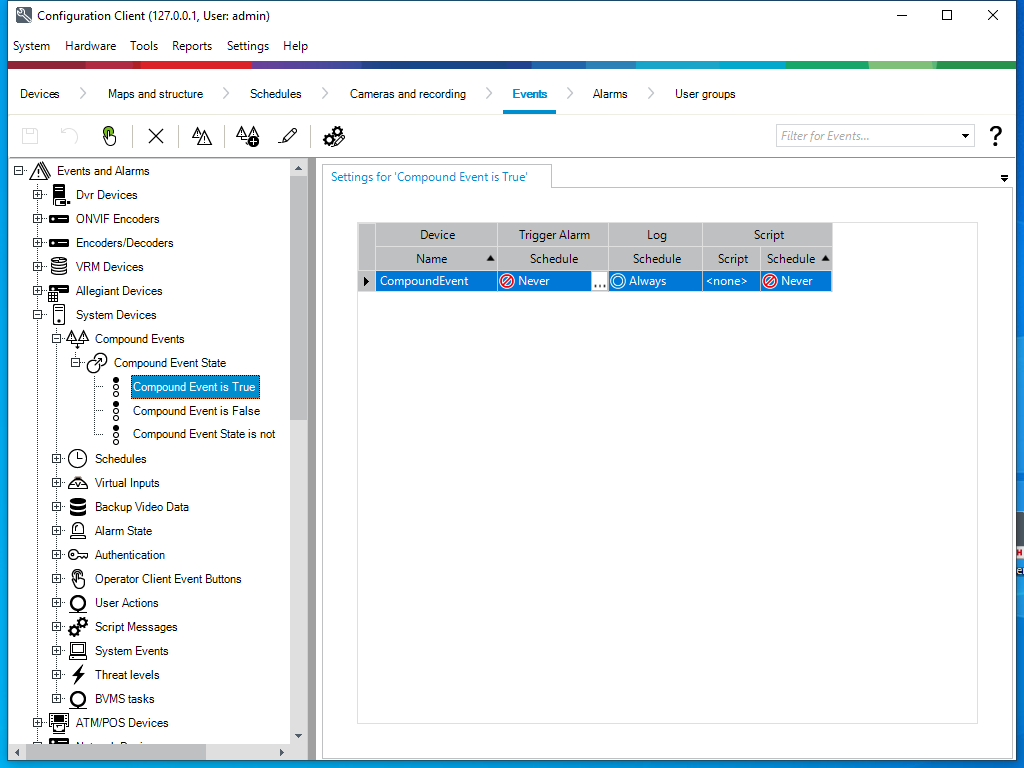 Configuration Client (127.0.0.1, User: admin)
System Hardware Tools Reports Settings Help
Devices Maps and structure Schedules Cameras and recording Events Alarms User groups
Filter for Events... ?
Events and Alarms
Dvr Devices
ONVIF Encoders
Encoders/Decoders
VRM Devices
Allegiant Devices
System Devices
Compound Events
Compound Event State
Compound Event is True
Compound Event is False
Compound Event State is not
Schedules
Virtual Inputs
Backup Video Data
Alarm State
Authentication
Operator Client Event Buttons
User Actions
Script Messages
System Events
Threat levels
BVMS tasks
ATM/POS Devices
Settings for 'Compound Event is True'
Device Trigger Alarm Log Script
Name Schedule Schedule Script Schedule
CompoundEvent Never ... Always <none> Never